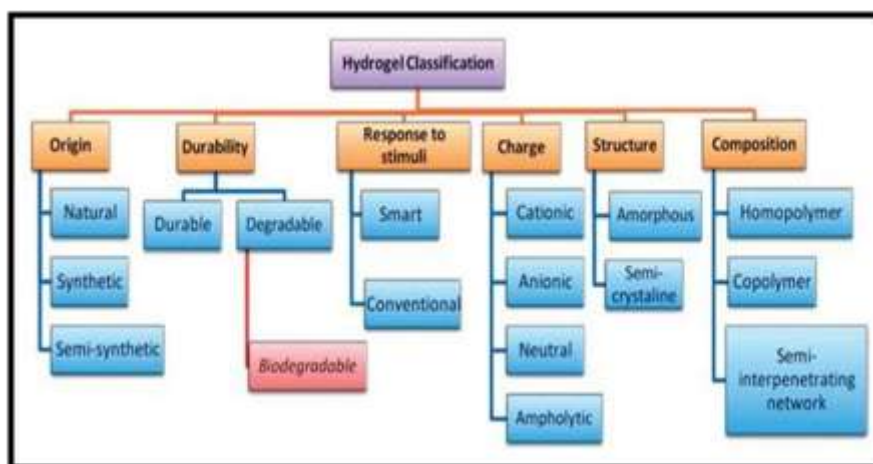 Hydrogel Classification
Origin
Durability
Response to
stimuli
Charge
Structure
Composition
Natural
Synthetic
Semi-synthetic
Durable
Degradable
Biodegradable
Smart
Conventional
Cationic
Anionic
Neutral
Ampholytic
Amorphous
Semi-
crystaline
Homopolymer
Copolymer
Semi-
interpenetrating
network